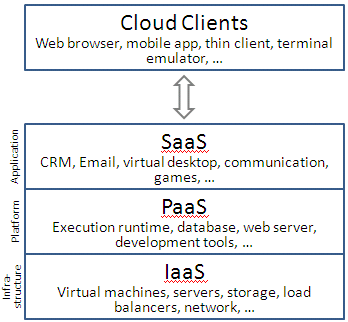 Cloud Clients
Web browser, mobile app, thin client, terminal
emulator, ...
Application
SaaS
CRM, Email, virtual desktop, communication,
games, ...
Platform
PaaS
Execution runtime, database, web server,
development tools, ...
Infra-
structure
IaaS
Virtual machines, servers, storage, load
balancers, network, ...